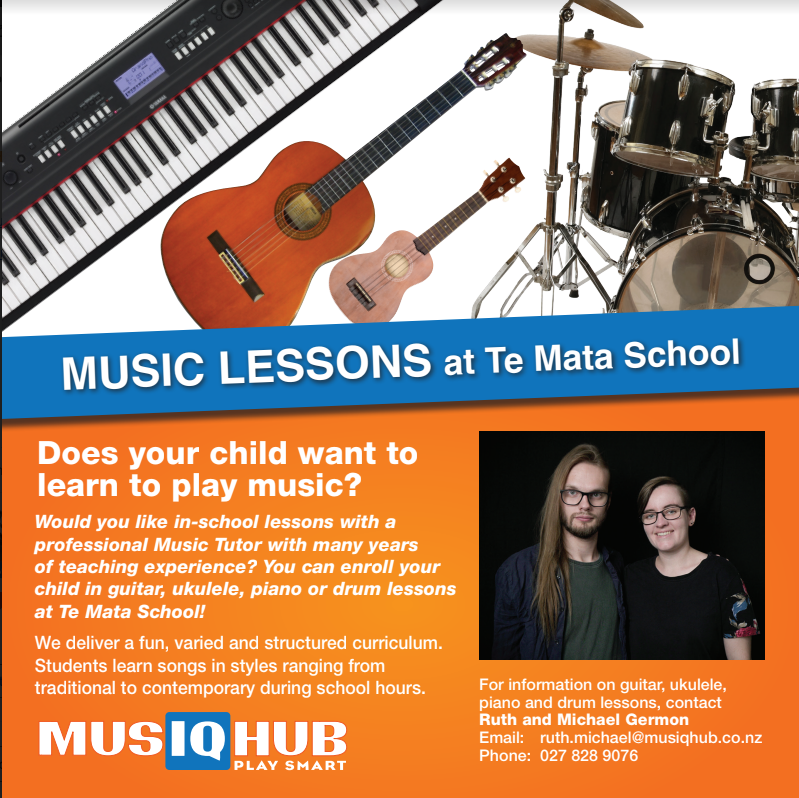 MUSIC LESSONS at Te Mata School
Does your child want to
learn to play music?
Would you like in-school lessons with a
professional Music Tutor with many years
of teaching experience? You can enroll your
child in guitar, ukulele, piano or drum lessons
at Te Mata School!
We deliver a fun, varied and structured curriculum.
Students learn songs in styles ranging from
traditional to contemporary during school hours.
MUSIQHUB
PLAY SMART
For information on guitar, ukulele,
piano and drum lessons, contact
Ruth and Michael Germon
Email: ruth.michael@musiqhub.co.nz
Phone: 027 828 9076